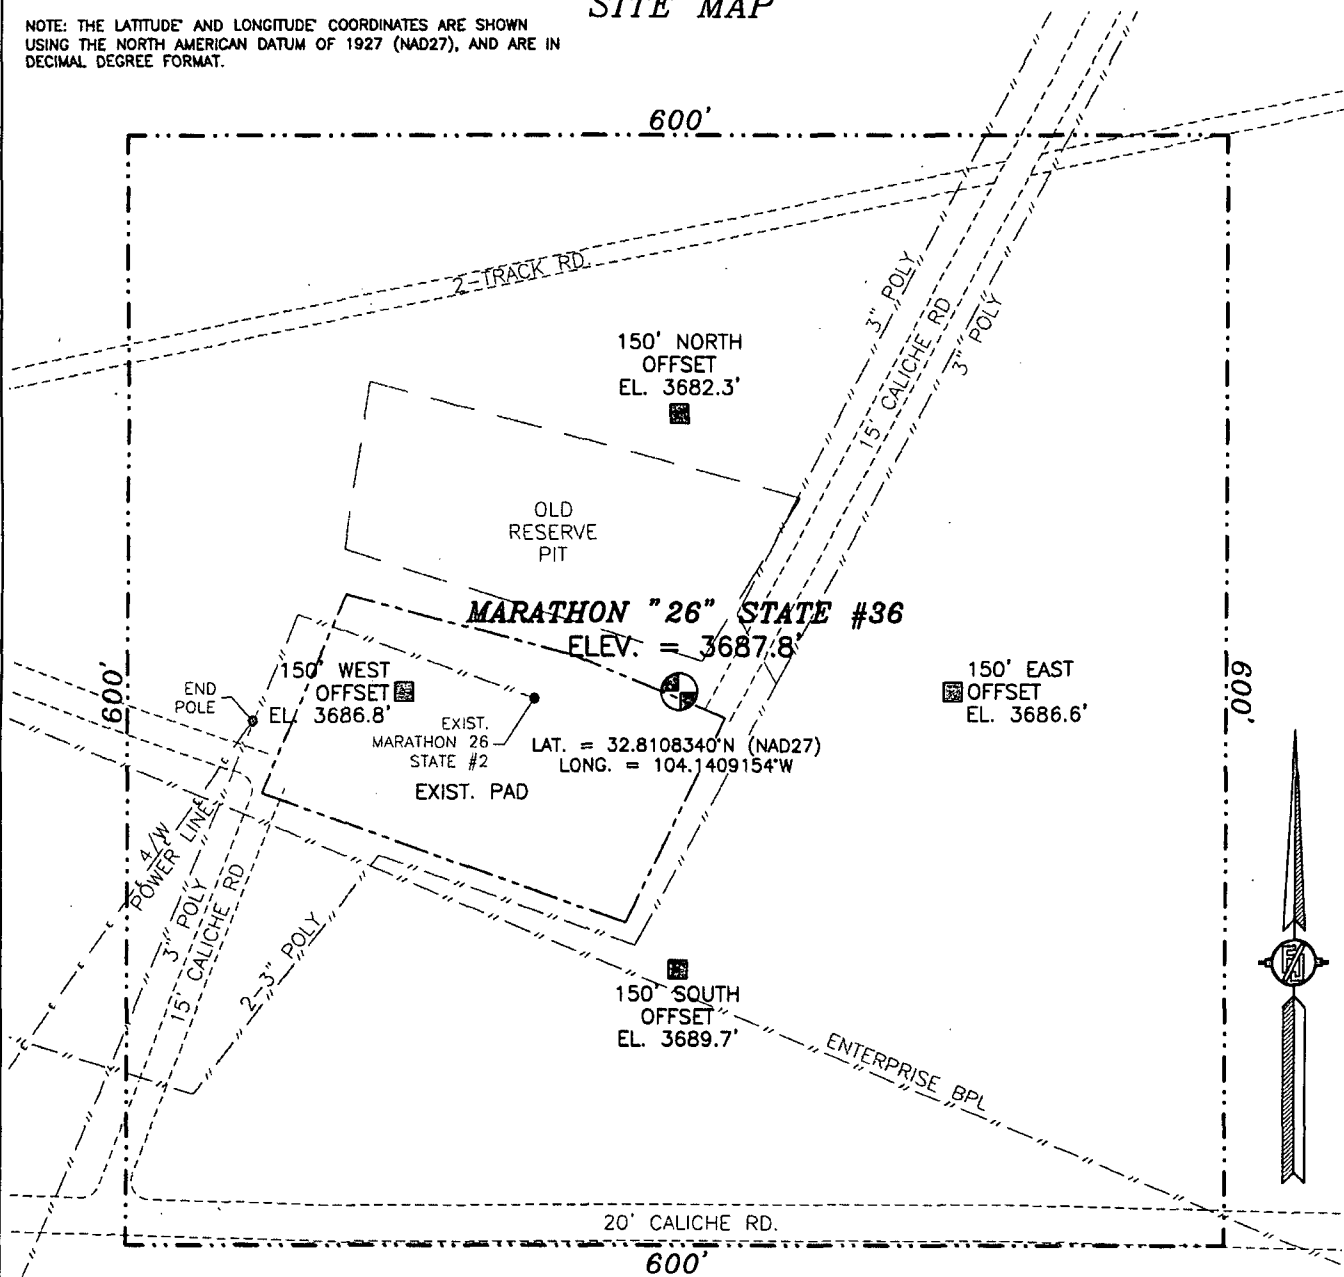 SITE MAP
NOTE: THE LATITUDE AND LONGITUDE COORDINATES ARE SHOWN
USING THE NORTH AMERICAN DATUM OF 1927 (NAD27), AND ARE IN
DECIMAL DEGREE FORMAT.
600'
2-TRACK RD.
3" POLY
15' CALICHE RD
3" POLY
150' NORTH
OFFSET
EL. 3682.3'
OLD
RESERVE
PIT
MARATHON "26" STATE #36
ELEV. = 3687.8'
600'
END
POLE
150' WEST
OFFSET
EL. 3686.8'
EXIST.
MARATHON 26
STATE #2
LAT. = 32.8108340°N (NAD27)
LONG. = 104.1409154°W
EXIST. PAD
150' EAST
OFFSET
EL. 3686.6'
600'
4/W
POWER LINE
3" POLY
15' CALICHE RD
2-3" POLY
150' SOUTH
OFFSET
EL. 3689.7'
ENTERPRISE BPL
20' CALICHE RD.
600'